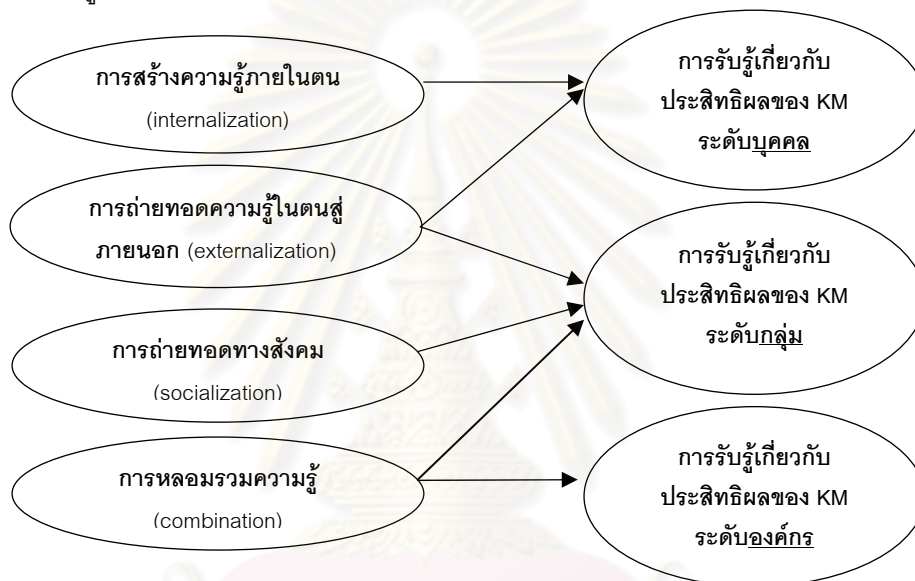 การสร้างความรู้ภายในตน
(internalization)
การถ่ายทอดความรู้ในตนสู่
ภายนอก (externalization)
การถ่ายทอดทางสังคม
(socialization)
การหลอมรวมความรู้
(combination)
การรับรู้เกี่ยวกับ
ประสิทธิผลของ KM
ระดับบุคคล
การรับรู้เกี่ยวกับ
ประสิทธิผลของ KM
ระดับกลุ่ม
การรับรู้เกี่ยวกับ
ประสิทธิผลของ KM
ระดับองค์กร